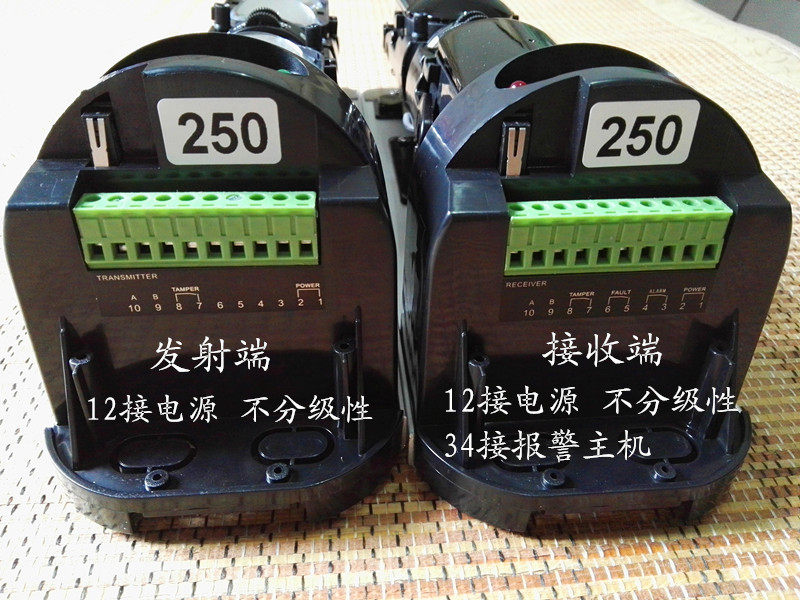 250
TRANSMITTER
TAMPER POWER
A B
10 9 8 7 6 5 4 3 2 1
发射端
12接电源 不分级性
250
RECEIVER
TAMPER FAULT ALARM POWER
A B
10 9 8 7 6 5 4 3 2 1
接收端
12接电源 不分级性
34接报警主机